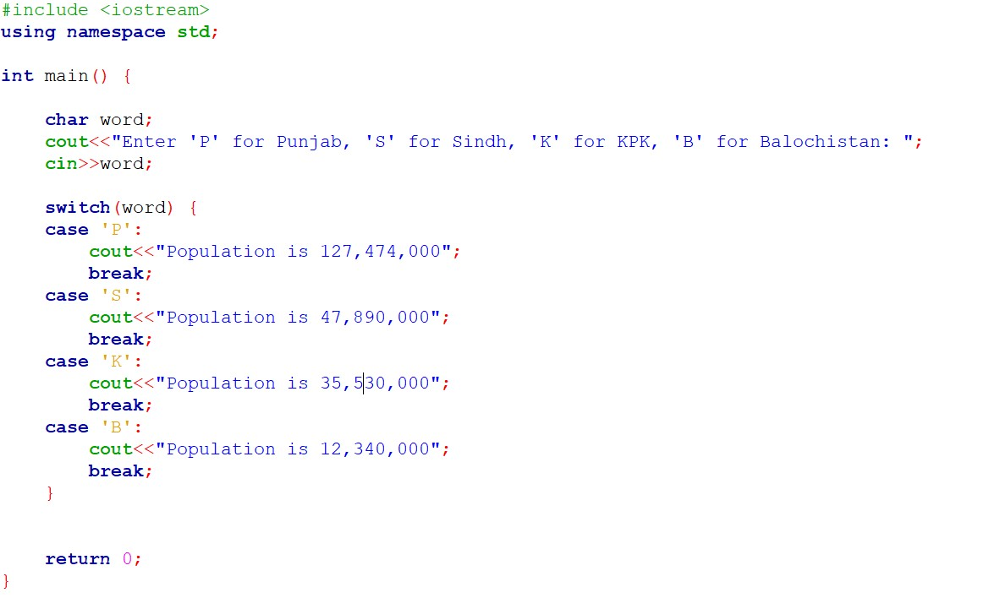 #include <iostream>
using namespace std;
int main() {
char word;
cout<<"Enter 'P' for Punjab, 'S' for Sindh, 'K' for KPK, 'B' for Balochistan: ";
cin>>word;
switch(word) {
case 'P':
cout<<"Population is 127,474,000";
break;
case 'S':
cout<<"Population is 47,890,000";
break;
case 'K':
cout<<"Population is 35,530,000";
break;
case 'B':
cout<<"Population is 12,340,000";
break;
}
return 0;
}